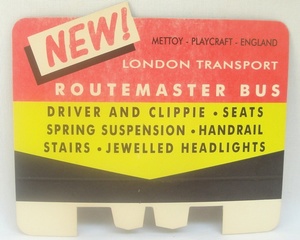 NEW!
METTOY - PLAYCRAFT - ENGLAND
LONDON TRANSPORT
ROUTEMASTER BUS
DRIVER AND CLIPPIE • SEATS
SPRING SUSPENSION • HANDRAIL
STAIRS • JEWELLED HEADLIGHTS